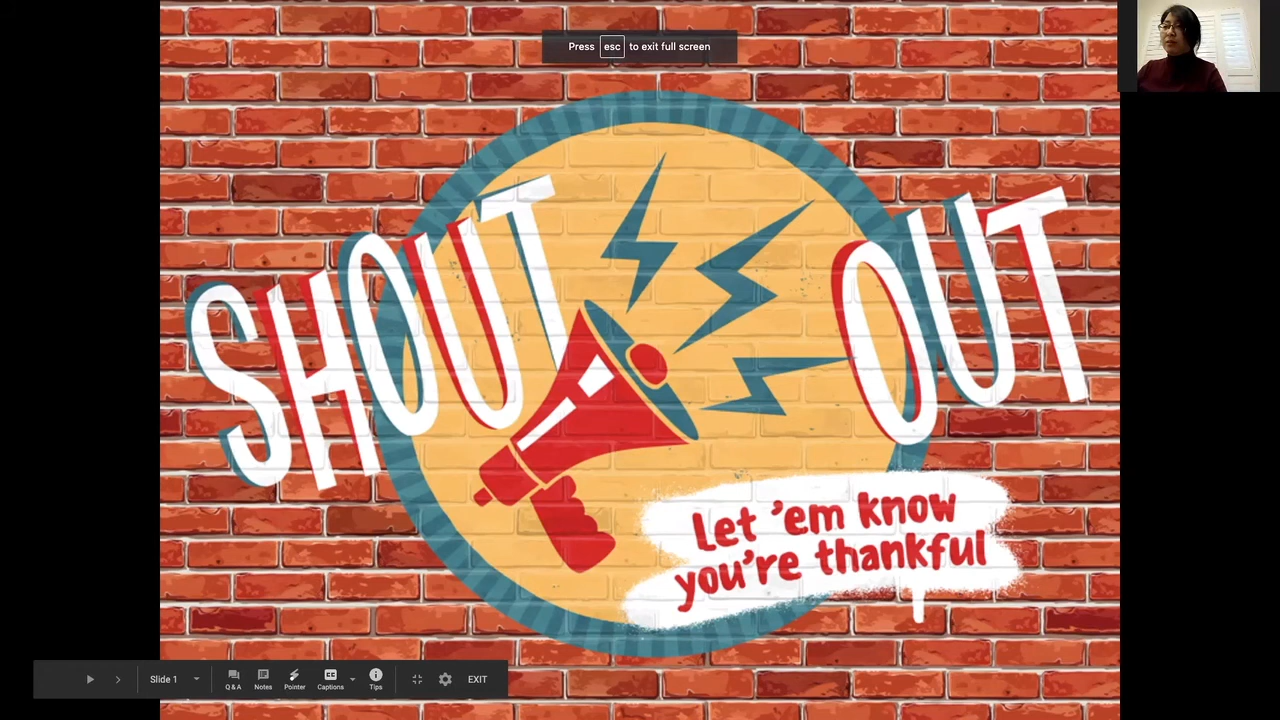 Press esc to exit full screen
SHOUT OUT
Let 'em know
you're thankful
Slide 1
Q&A Notes Pointer Captions Tips EXIT